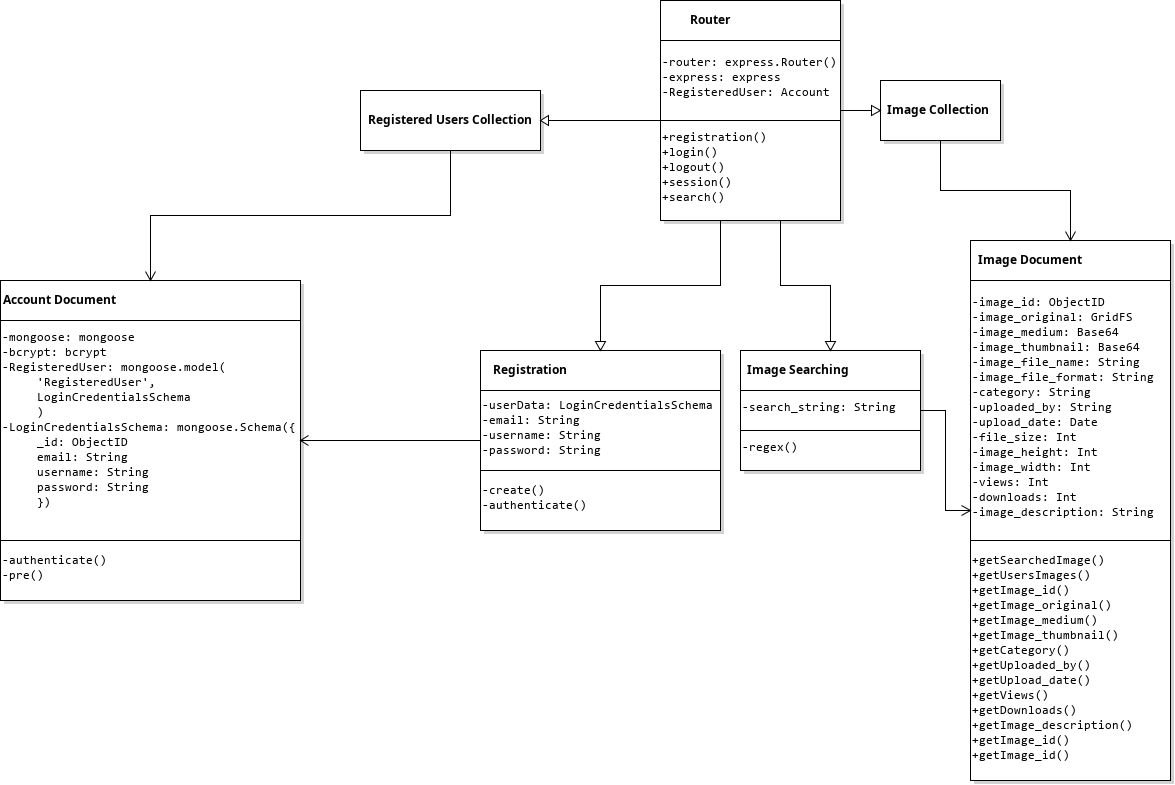 Router
-router: express.Router()
-express: express
-RegisteredUser: Account
+registration()
+login()
+logout()
+session()
+search()
Registered Users Collection
Image Collection
Account Document
-mongoose: mongoose
-bcrypt: bcrypt
-RegisteredUser: mongoose.model(
'RegisteredUser',
LoginCredentialsSchema
)
-LoginCredentialsSchema: mongoose.Schema({
_id: ObjectID
email: String
username: String
password: String
})
-authenticate()
-pre()
Registration
-userData: LoginCredentialsSchema
-email: String
-username: String
-password: String
-create()
-authenticate()
Image Searching
-search_string: String
-regex()
Image Document
-image_id: ObjectID
-image_original: GridFS
-image_medium: Base64
-image_thumbnail: Base64
-image_file_name: String
-image_file_format: String
-category: String
-uploaded_by: String
-upload_date: Date
-file_size: Int
-image_height: Int
-image_width: Int
-views: Int
-downloads: Int
-image_description: String
+getSearchedImage()
+getUsersImages()
+getImage_id()
+getImage_original()
+getImage_medium()
+getImage_thumbnail()
+getCategory()
+getUploaded_by()
+getUpload_date()
+getViews()
+getDownloads()
+getImage_description()
+getImage_id()
+getImage_id()